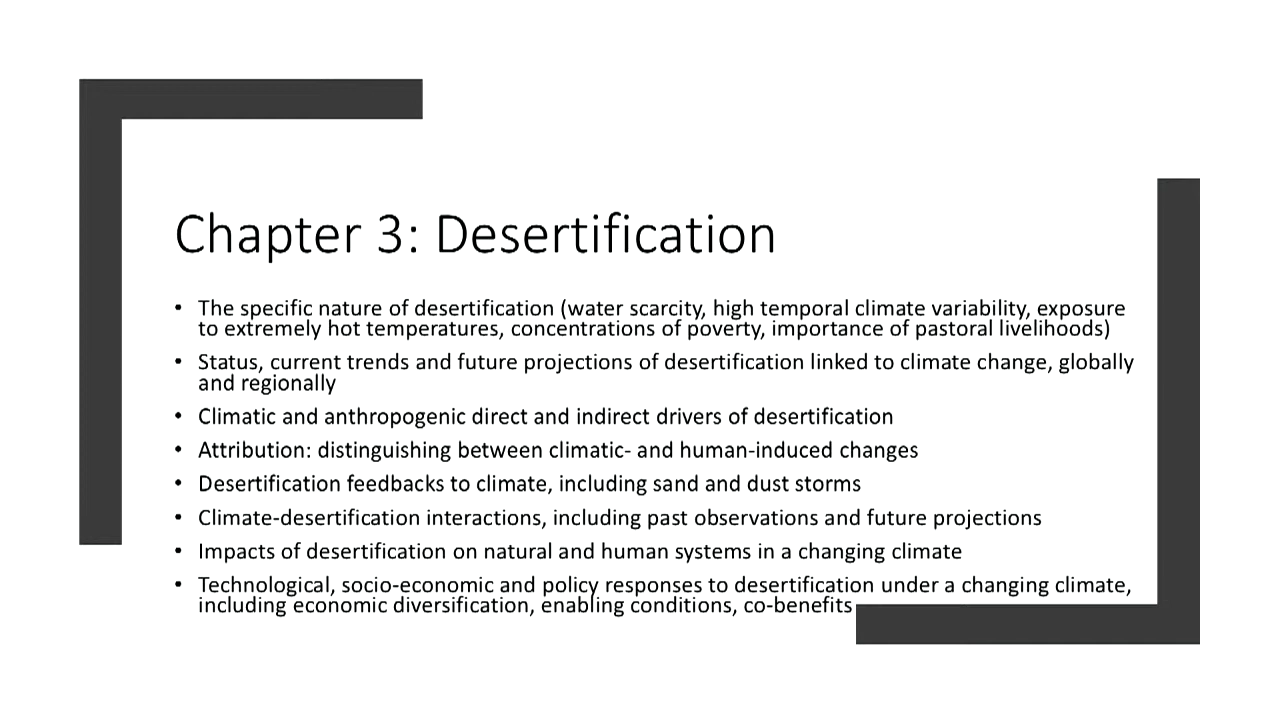 Chapter 3: Desertification
• The specific nature of desertification (water scarcity, high temporal climate variability, exposure
to extremely hot temperatures, concentrations of poverty, importance of pastoral livelihoods)
• Status, current trends and future projections of desertification linked to climate change, globally
and regionally
• Climatic and anthropogenic direct and indirect drivers of desertification
• Attribution: distinguishing between climatic- and human-induced changes
• Desertification feedbacks to climate, including sand and dust storms
• Climate-desertification interactions, including past observations and future projections
• Impacts of desertification on natural and human systems in a changing climate
• Technological, socio-economic and policy responses to desertification under a changing climate,
including economic diversification, enabling conditions, co-benefits